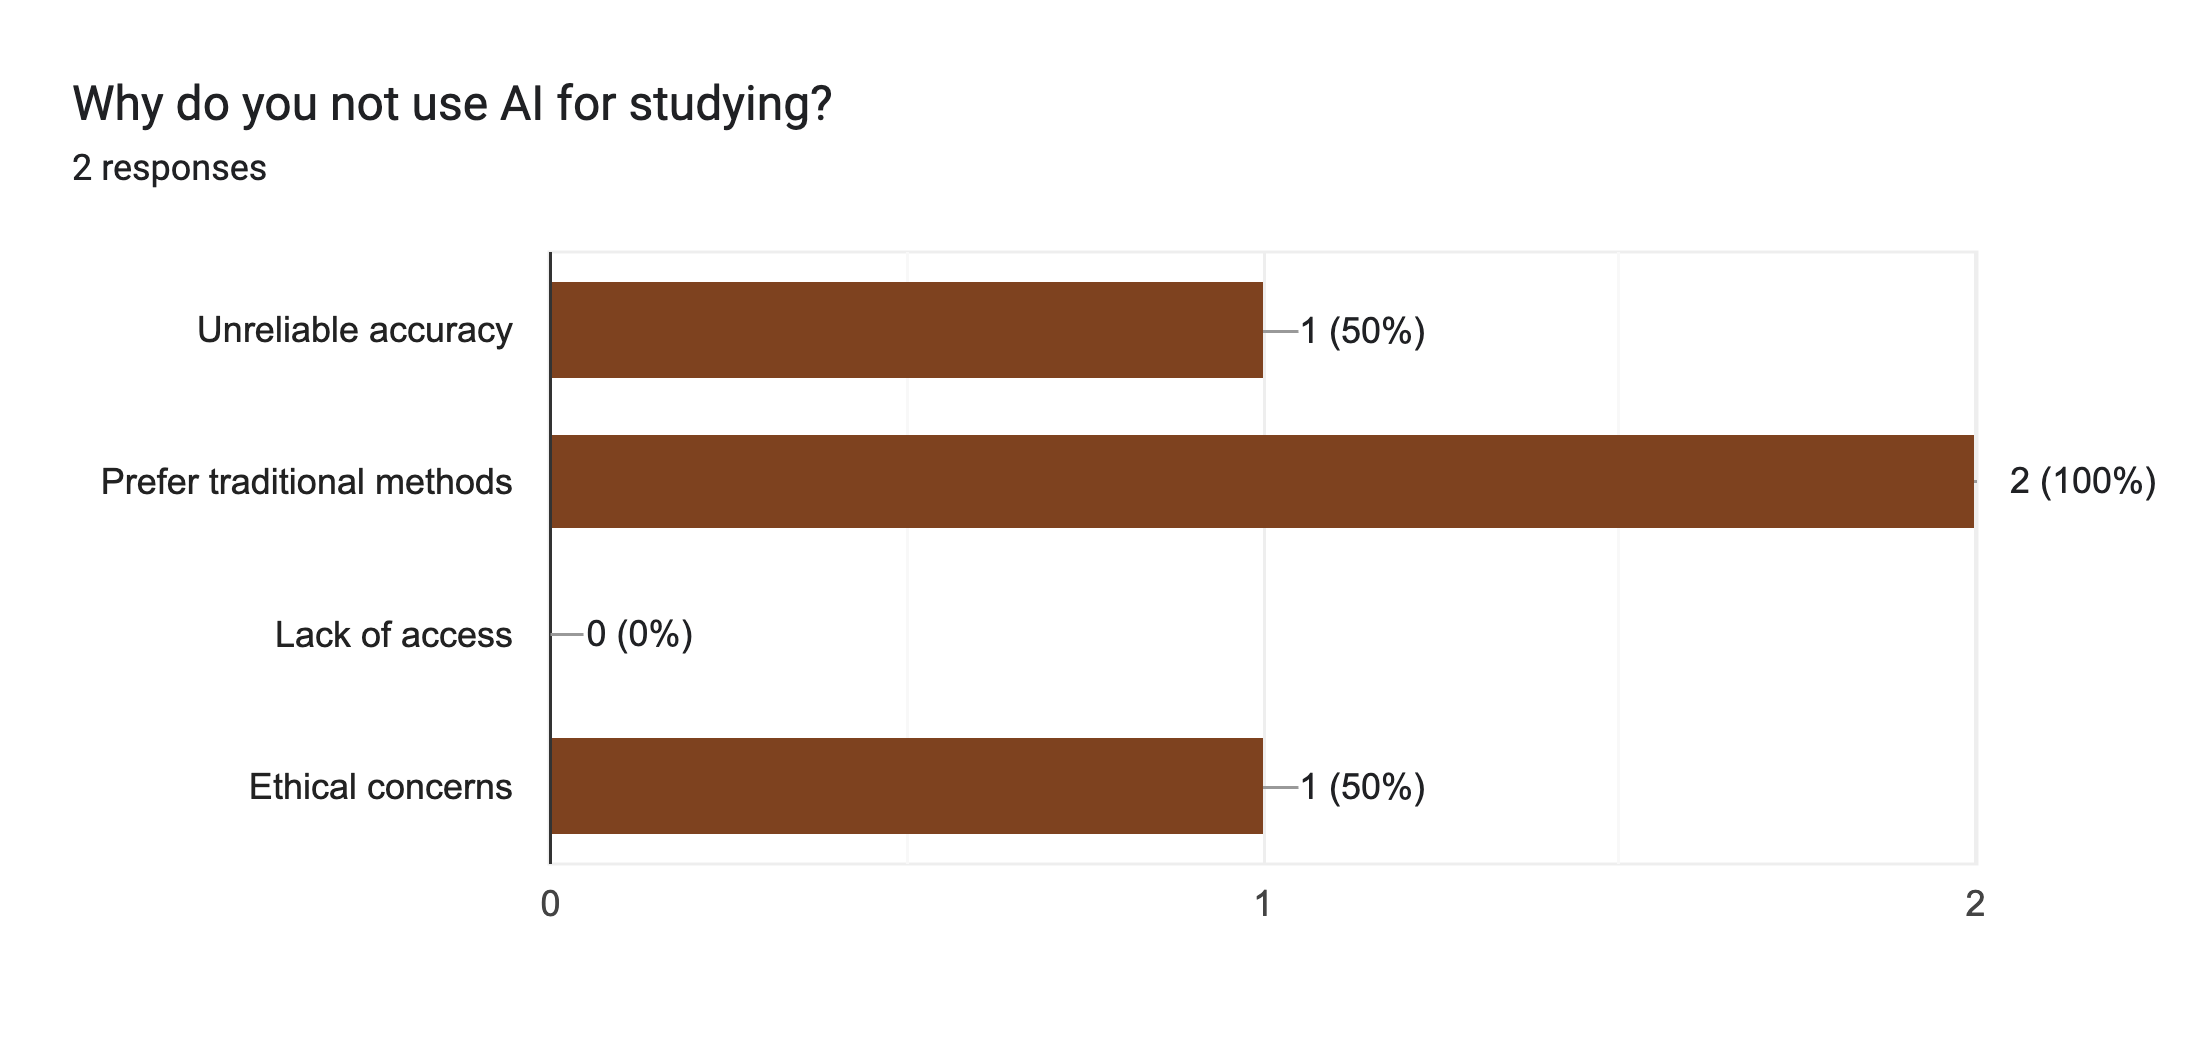 Why do you not use AI for studying?
2 responses
Unreliable accuracy
1 (50%)
Prefer traditional methods
2 (100%)
Lack of access
0 (0%)
Ethical concerns
1 (50%)
0
1
2